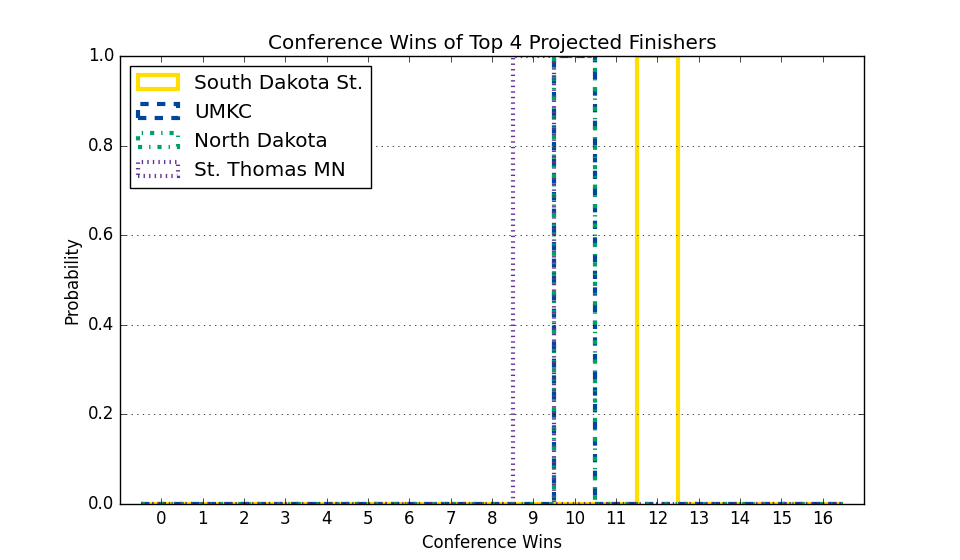 Conference Wins of Top 4 Projected Finishers
South Dakota St.
UMKC
North Dakota
St. Thomas MN
1.0
0.8
0.6
0.4
0.2
0.0
Probability
0 1 2 3 4 5 6 7 8 9 10 11 12 13 14 15 16
Conference Wins